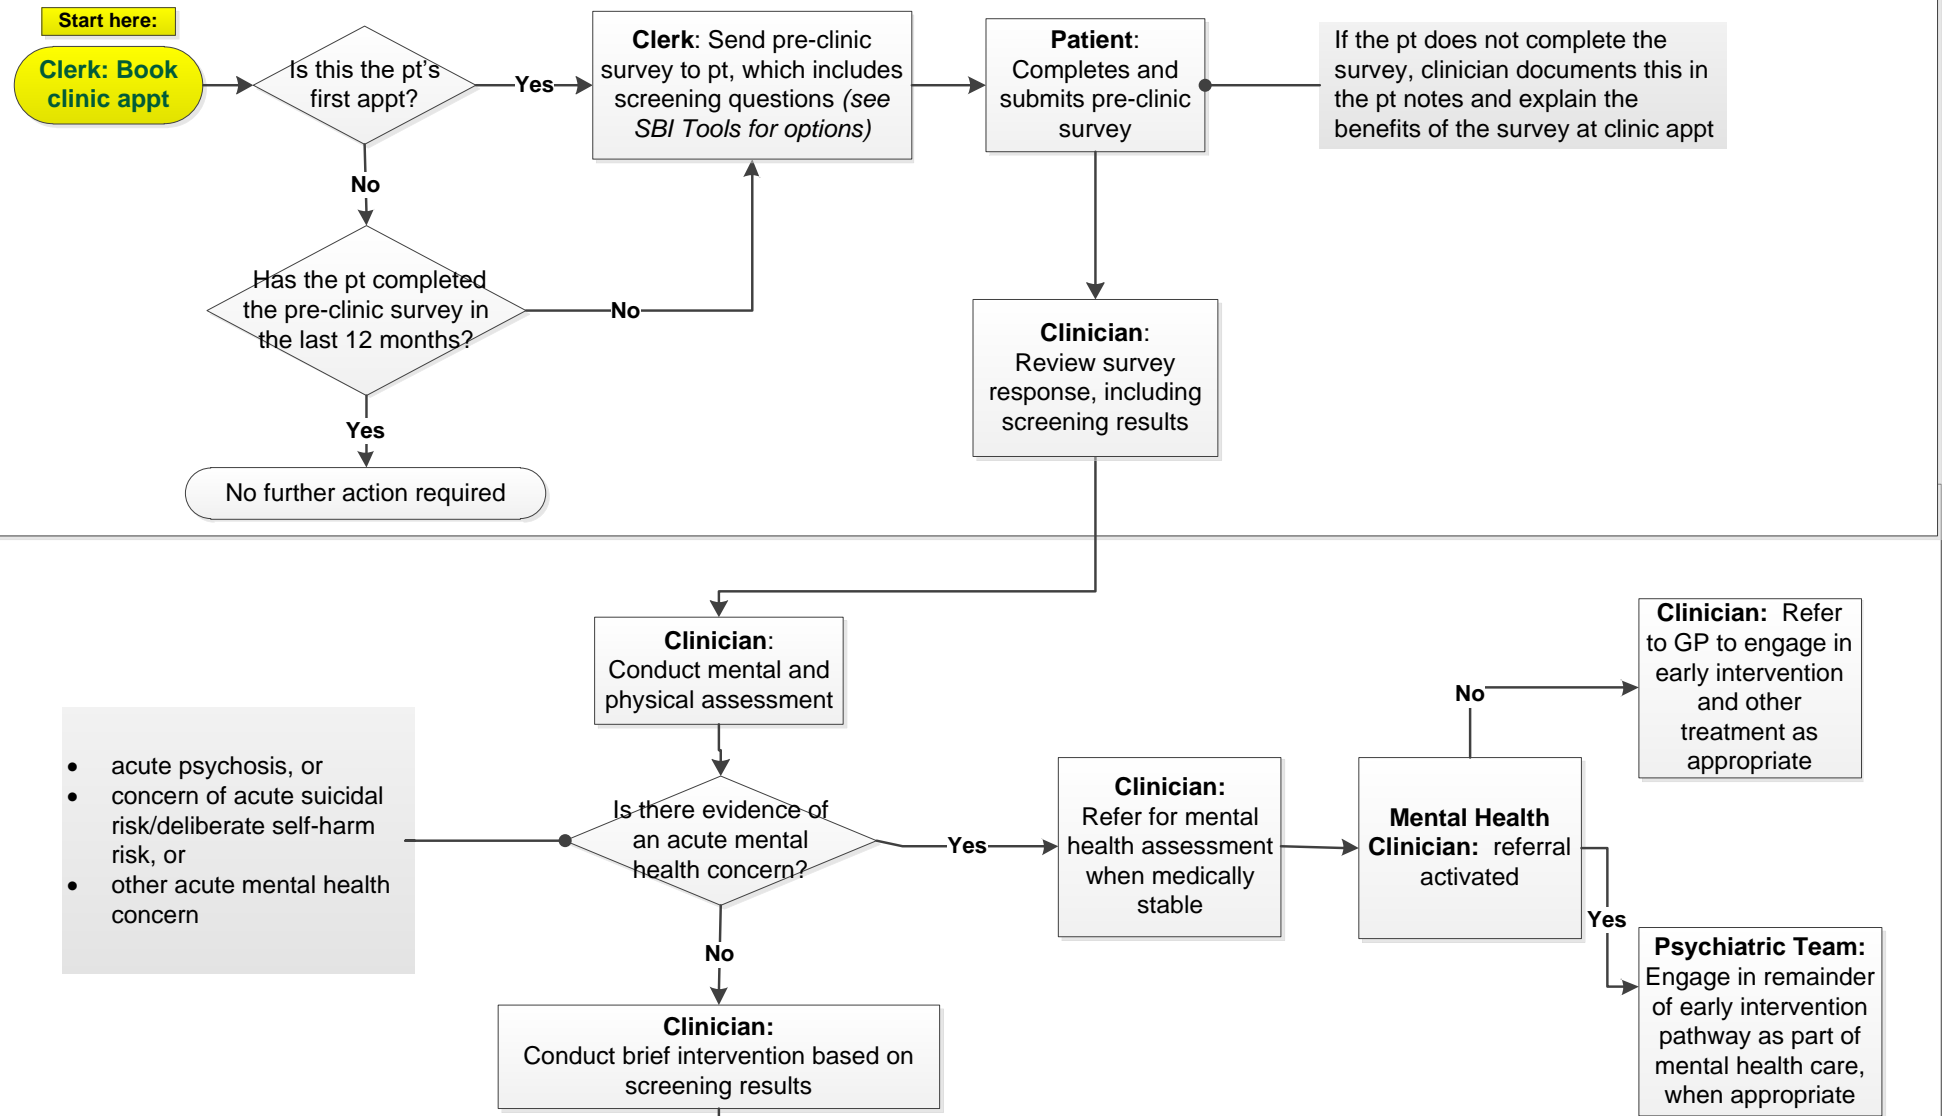 Start here:
Clerk: Book
clinic appt
Is this the pt's
first appt?
Yes
Clerk: Send pre-clinic
survey to pt, which includes
screening questions (see
SBI Tools for options)
Patient:
Completes and
submits pre-clinic
survey
If the pt does not complete the
survey, clinician documents this in
the pt notes and explain the
benefits of the survey at clinic appt
No
Has the pt completed
the pre-clinic survey in
the last 12 months?
No
Yes
No further action required
Clinician:
Review survey
response, including
screening results
Clinician:
Conduct mental and
physical assessment
• acute psychosis, or
• concern of acute suicidal
risk/deliberate self-harm
risk, or
• other acute mental health
concern
Is there evidence of
an acute mental
health concern?
Yes
Clinician:
Refer for mental
health assessment
when medically
stable
Mental Health
Clinician: referral
activated
No
Clinician: Refer
to GP to engage in
early intervention
and other
treatment as
appropriate
Yes
Psychiatric Team:
Engage in remainder
of early intervention
pathway as part of
mental health care,
when appropriate
No
Clinician:
Conduct brief intervention based on
screening results